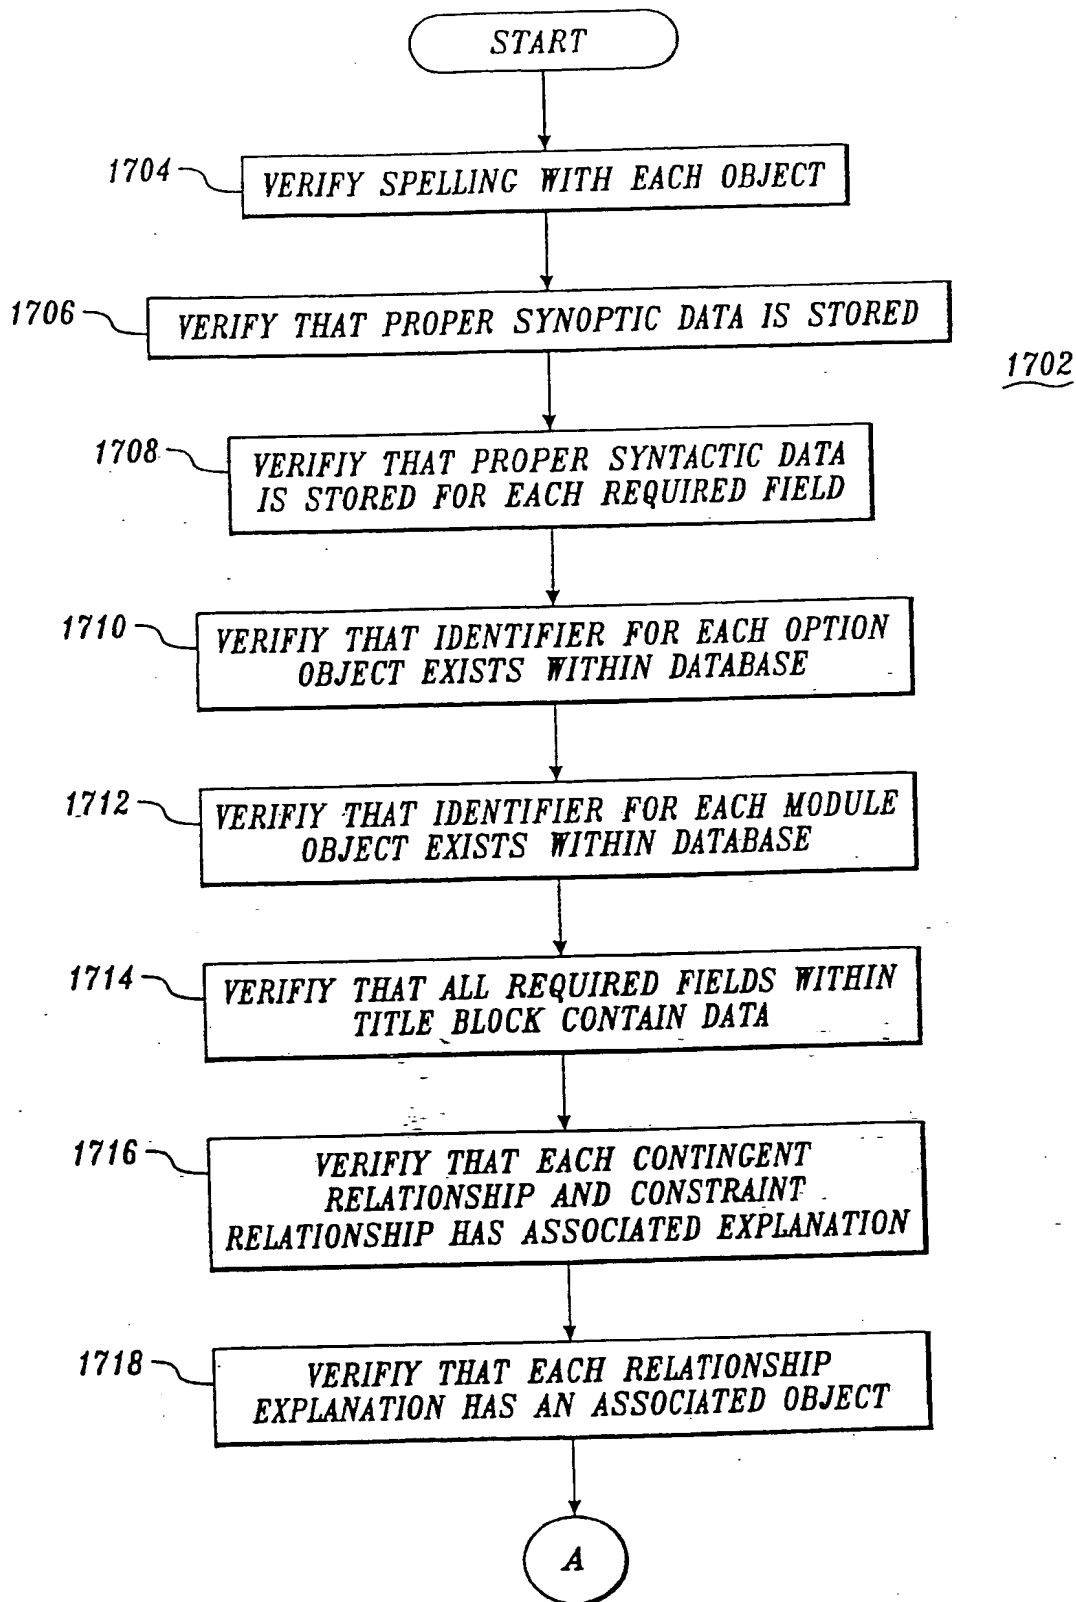 START
1704
VERIFY SPELLING WITH EACH OBJECT
1706
VERIFY THAT PROPER SYNOPTIC DATA IS STORED
1702
1708
VERIFIY THAT PROPER SYNTACTIC DATA
IS STORED FOR EACH REQUIRED FIELD
1710
VERIFIY THAT IDENTIFIER FOR EACH OPTION
OBJECT EXISTS WITHIN DATABASE
1712
VERIFIY THAT IDENTIFIER FOR EACH MODULE
OBJECT EXISTS WITHIN DATABASE
1714
VERIFIY THAT ALL REQUIRED FIELDS WITHIN
TITLE BLOCK CONTAIN DATA
1716
VERIFIY THAT EACH CONTINGENT
RELATIONSHIP AND CONSTRAINT
RELATIONSHIP HAS ASSOCIATED EXPLANATION
1718
VERIFIY THAT EACH RELATIONSHIP
EXPLANATION HAS AN ASSOCIATED OBJECT
A